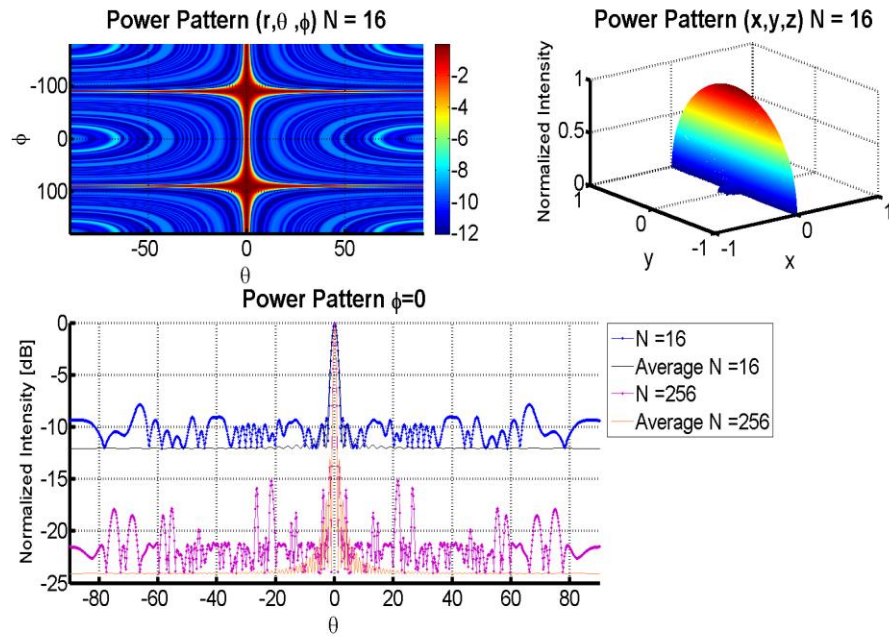 Power Pattern (r,θ ,ϕ) N = 16
-100
0
100
ϕ
-50
0
50
θ
-2
-4
-6
-8
-10
-12
Power Pattern (x,y,z) N = 16
Normalized Intensity
1
0.5
0
1
0
-1
y
-1
0
1
x
Power Pattern ϕ=0
Normalized Intensity [dB]
0
-5
-10
-15
-20
-25
-80
-60
-40
-20
0
20
40
60
80
θ
N =16
Average N =16
N =256
Average N =256